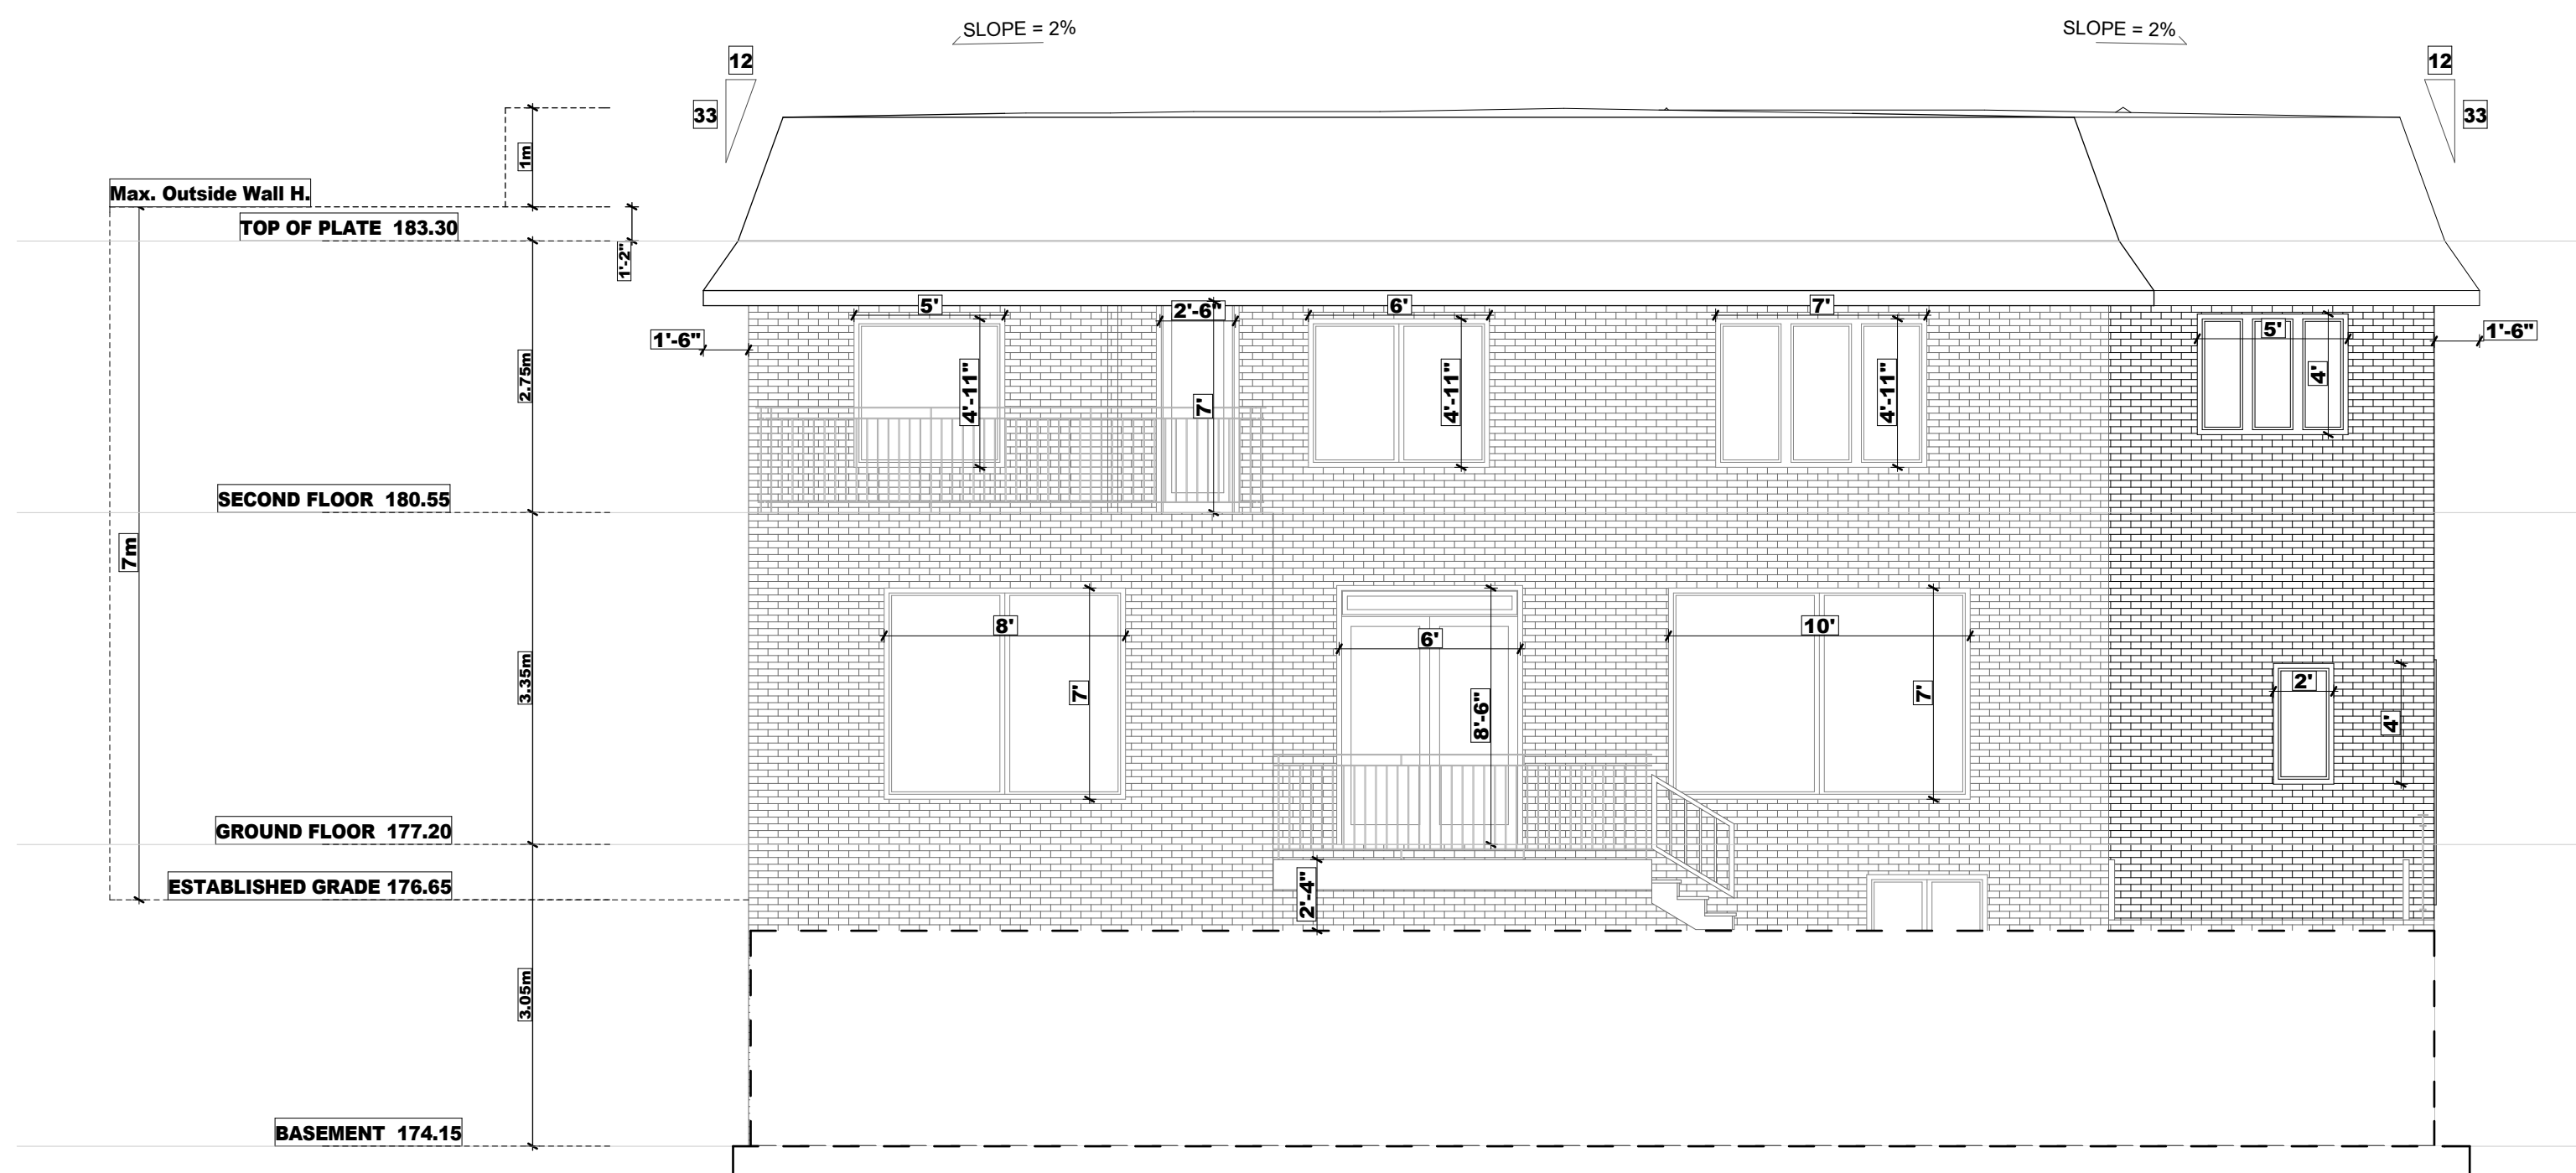 SLOPE = 2%
SLOPE = 2%
12
12
33
33
1m
Max. Outside Wall H.
TOP OF PLATE 183.30
1'-2"
5'
2'-6"
6'
7'
5'
1'-6"
1'-6"
2.75m
4'-11"
7'
4'-11"
4'-11"
4'
SECOND FLOOR 180.55
7m
8'
6'
10'
3.35m
7'
8'-6"
7'
2'
4'
GROUND FLOOR 177.20
ESTABLISHED GRADE 176.65
2'-4"
3.05m
BASEMENT 174.15